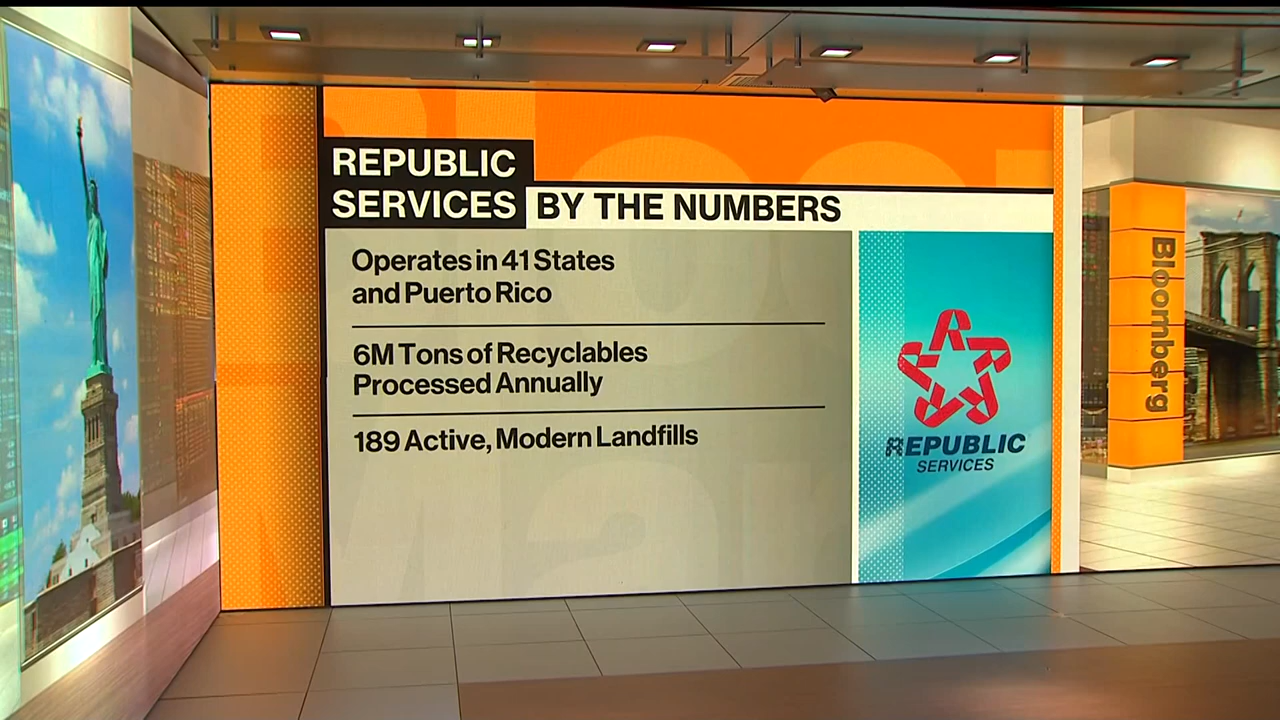 REPUBLIC
SERVICES BY THE NUMBERS
Operates in 41 States
and Puerto Rico
6M Tons of Recyclables
Processed Annually
189 Active, Modern Landfills
REPUBLIC
SERVICES
Bloomberg